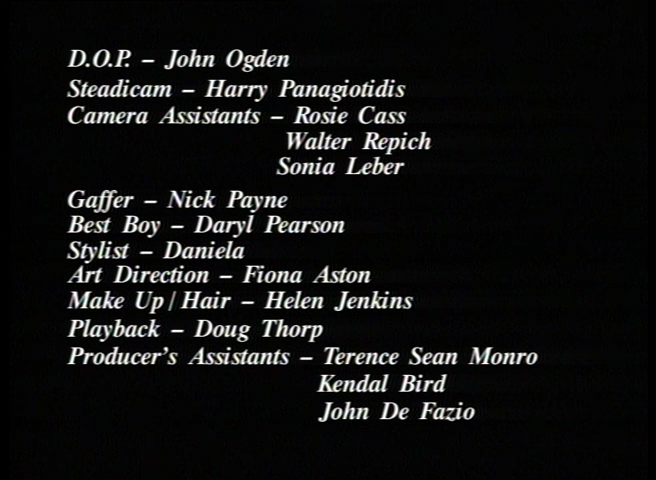 D.O.P. – John Ogden
Steadicam – Harry Panagiotidis
Camera Assistants – Rosie Cass
Walter Repich
Sonia Leber
Gaffer – Nick Payne
Best Boy – Daryl Pearson
Stylist – Daniela
Art Direction – Fiona Aston
Make Up / Hair – Helen Jenkins
Playback – Doug Thorp
Producer's Assistants – Terence Sean Monro
Kendal Bird
John De Fazio